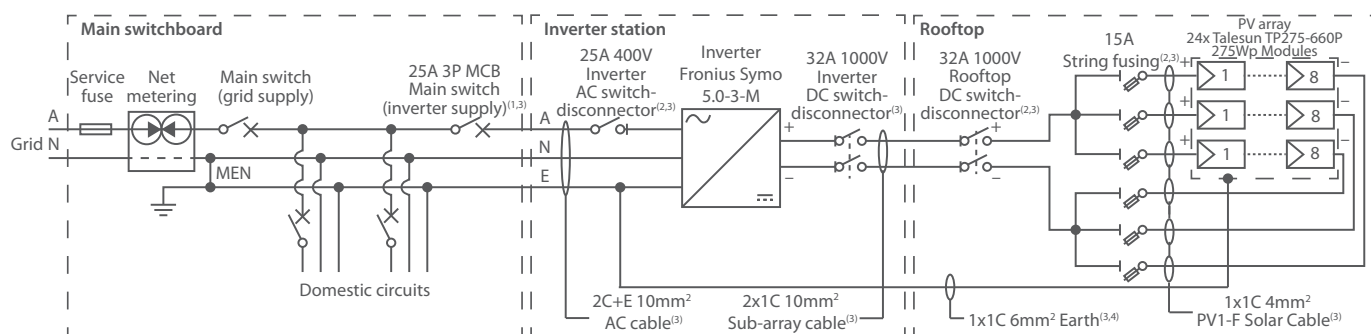 Main switchboard
Service
fuse
Net
metering
Main switch
(grid supply)
25A 3P MCB
Main switch
(inverter supply)(1,3)
A
Grid N
MEN
Domestic circuits
Inverter station
25A 400V
Inverter
AC switch-
disconnector(2,3)
Inverter
Fronius Symo
5.0-3-M
32A 1000V
Inverter
DC switch-
disconnector(3)
A
N
E
+
−
2C+E 10mm²
AC cable(3)
2x1C 10mm²
Sub-array cable(3)
Rooftop
32A 1000V
Rooftop
DC switch-
disconnector(2,3)
+
−
15A
String fusing(2,3)
PV array
24x Talesun TP275-660P
275Wp Modules
+ 1 8 −
+ 1 8 −
+ 1 8 −
1x1C 6mm² Earth(3,4)
1x1C 4mm²
PV1-F Solar Cable(3)